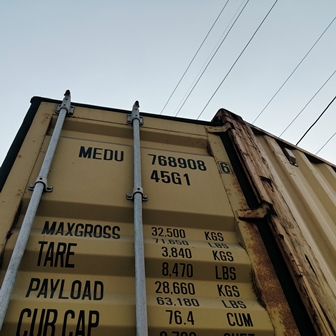 MEDU 768908 6
45G1
MAXGROSS 32,500 KGS
71,650 LBS
TARE 3,840 KGS
8,470 LBS
PAYLOAD 28,660 KGS
63,180 LBS
CUB CAP 76.4 CUM